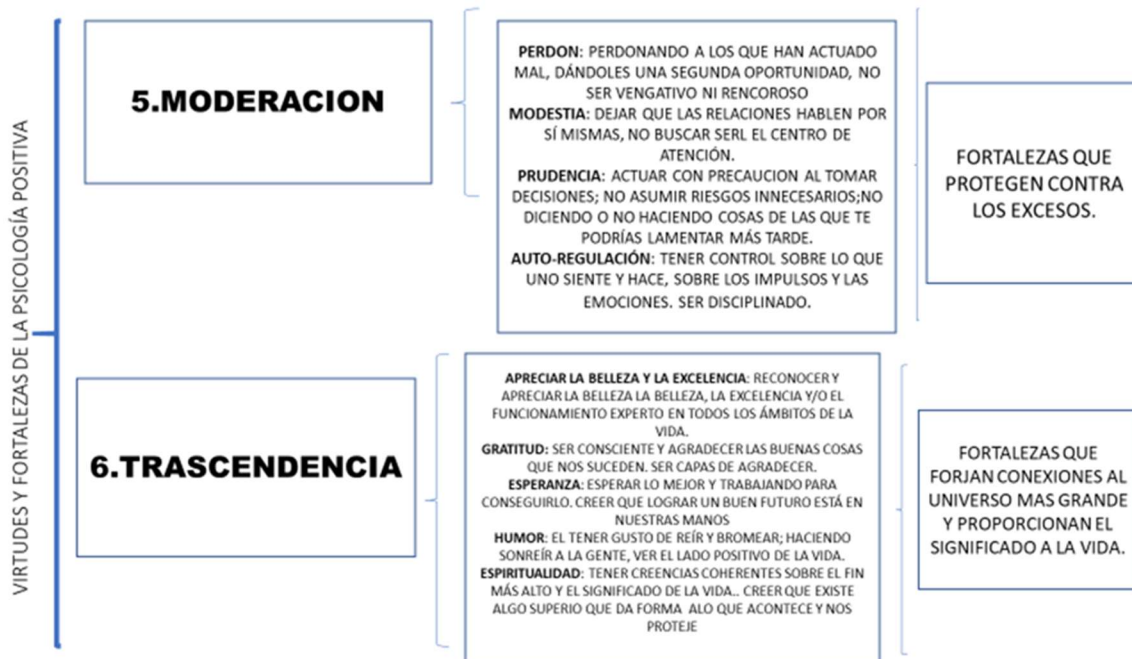 VIRTUDES Y FORTALEZAS DE LA PSICOLOGÍA POSITIVA
5.MODERACION
PERDON: PERDONANDO A LOS QUE HAN ACTUADO
MAL, DÁNDOLES UNA SEGUNDA OPORTUNIDAD, NO
SER VENGATIVO NI RENCOROSO
MODESTIA: DEJAR QUE LAS RELACIONES HABLEN POR
SÍ MISMAS, NO BUSCAR SERL EL CENTRO DE
ATENCIÓN.
PRUDENCIA: ACTUAR CON PRECAUCION AL TOMAR
DECISIONES; NO ASUMIR RIESGOS INNECESARIOS;NO
DICIENDO O NO HACIENDO COSAS DE LAS QUE TE
PODRÍAS LAMENTAR MÁS TARDE.
AUTO-REGULACIÓN: TENER CONTROL SOBRE LO QUE
UNO SIENTE Y HACE, SOBRE LOS IMPULSOS Y LAS
EMOCIONES. SER DISCIPLINADO.
FORTALEZAS QUE
PROTEGEN CONTRA
LOS EXCESOS.
6.TRASCENDENCIA
APRECIAR LA BELLEZA Y LA EXCELENCIA: RECONOCER Y
APRECIAR LA BELLEZA LA BELLEZA, LA EXCELENCIA Y/O EL
FUNCIONAMIENTO EXPERTO EN TODOS LOS ÁMBITOS DE LA
VIDA.
GRATITUD: SER CONSCIENTE Y AGRADECER LAS BUENAS COSAS
QUE NOS SUCEDEN. SER CAPAS DE AGRADECER.
ESPERANZA: ESPERAR LO MEJOR Y TRABAJANDO PARA
CONSEGUIRLO. CREER QUE LOGRAR UN BUEN FUTURO ESTÁ EN
NUESTRAS MANOS
HUMOR: EL TENER GUSTO DE REÍR Y BROMEAR; HACIENDO
SONREÍR A LA GENTE, VER EL LADO POSITIVO DE LA VIDA.
ESPIRITUALIDAD: TENER CREENCIAS COHERENTES SOBRE EL FIN
MÁS ALTO Y EL SIGNIFICADO DE LA VIDA.. CREER QUE EXISTE
ALGO SUPERIO QUE DA FORMA ALO QUE ACONTECE Y NOS
PROTEJE
FORTALEZAS QUE
FORJAN CONEXIONES AL
UNIVERSO MAS GRANDE
Y PROPORCIONAN EL
SIGNIFICADO A LA VIDA.